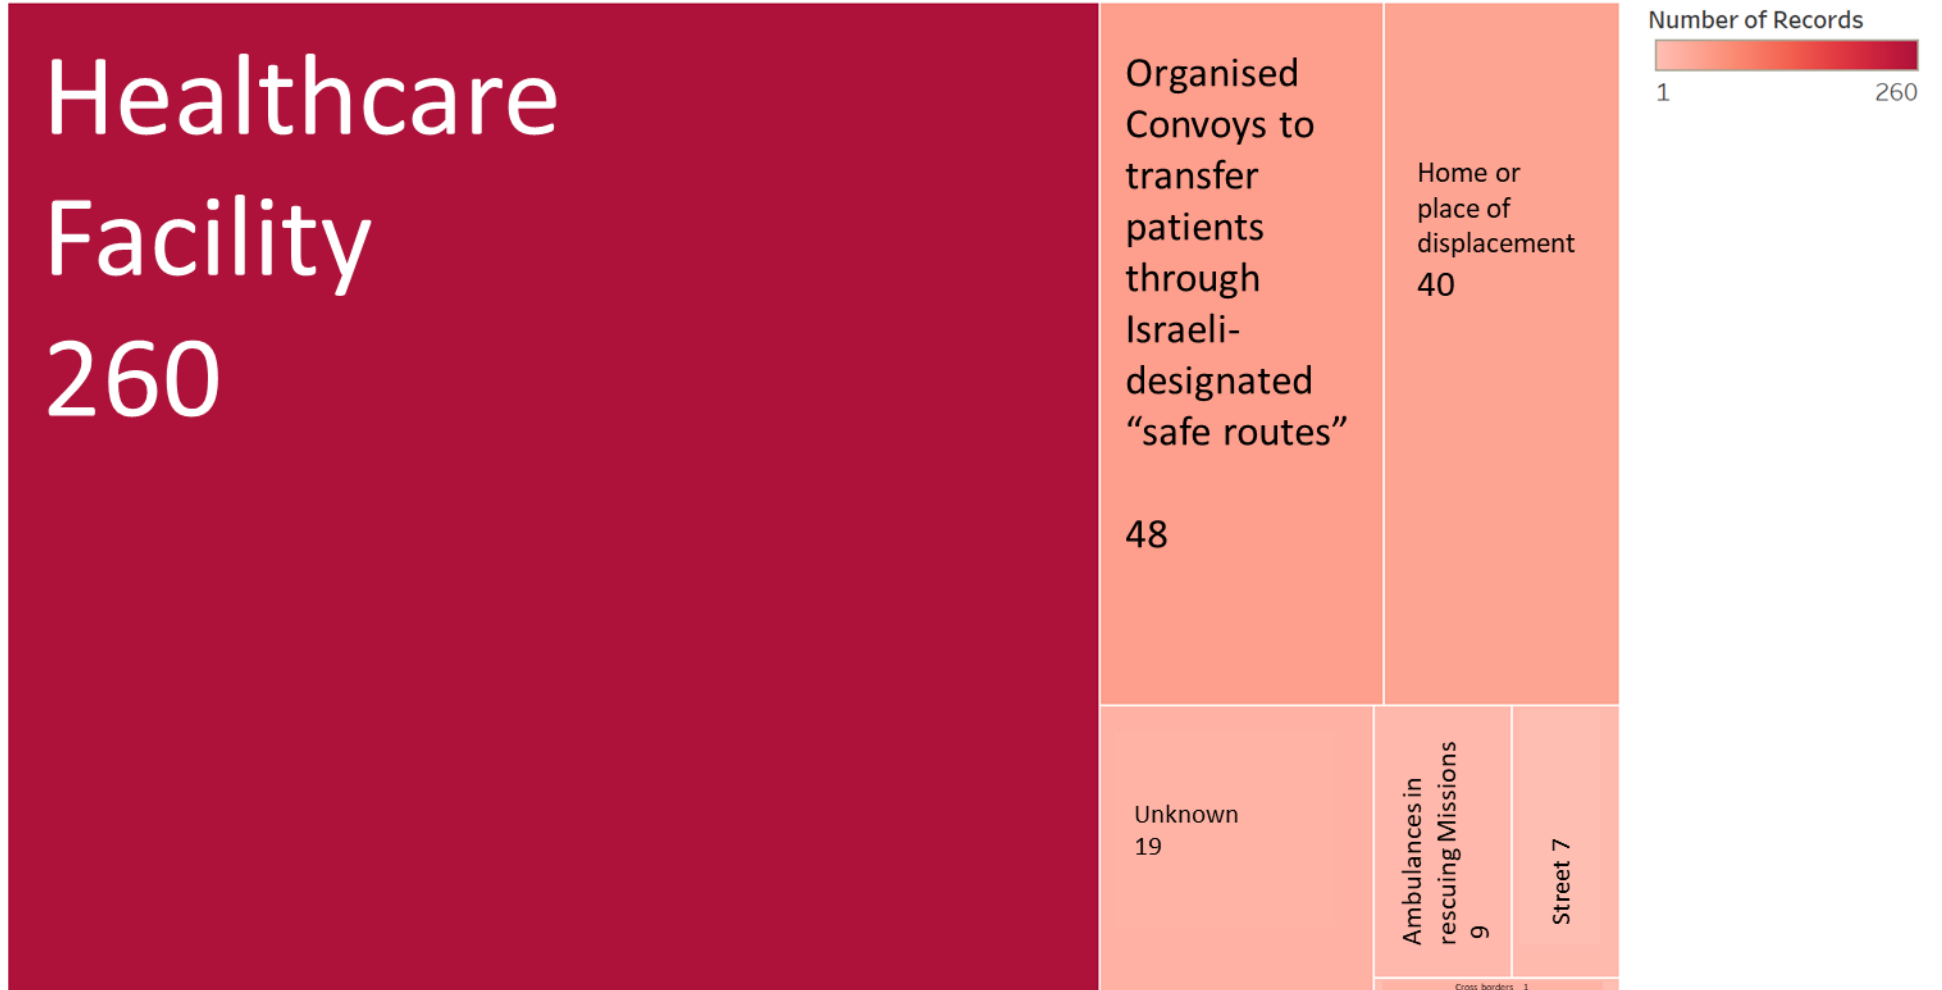 Healthcare
Facility
260
Organised
Convoys to
transfer
patients
through
Israeli-
designated
“safe routes”
48
Home or
place of
displacement
40
Unknown
19
Ambulances in
rescuing Missions
9
Street 7
Cross borders 1
Number of Records
1
260